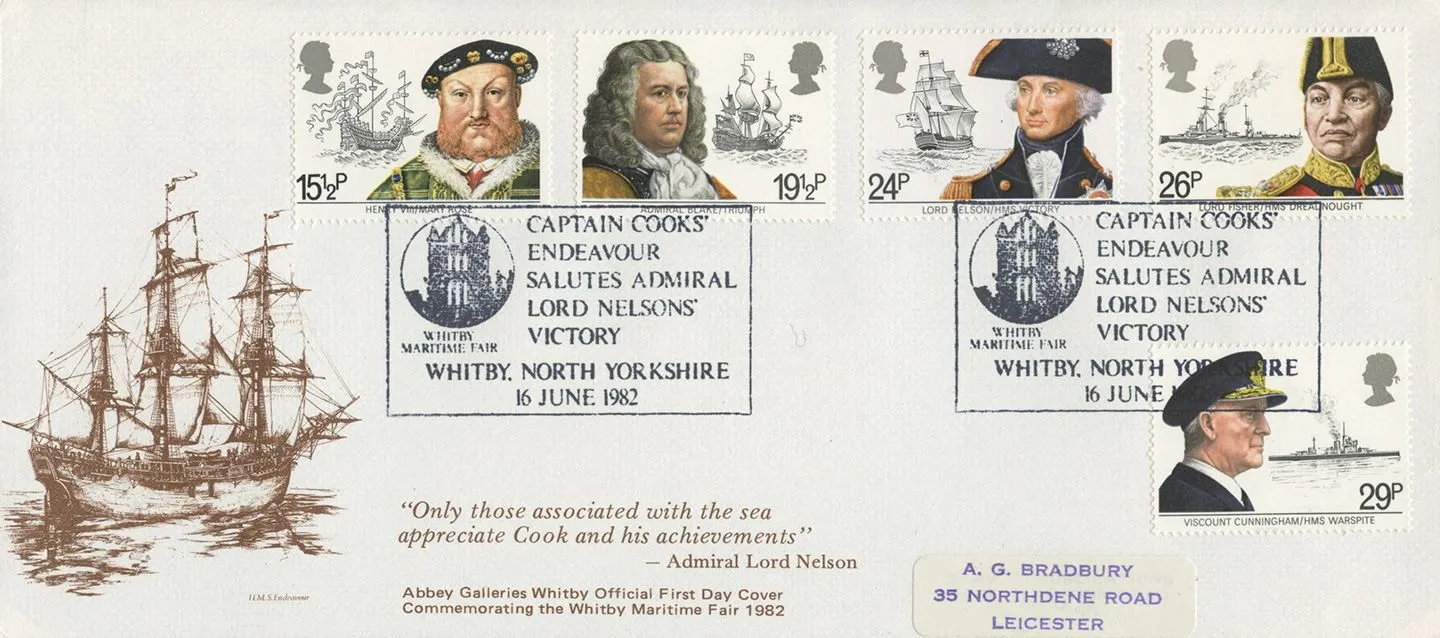 15½P
HENRY VIII/MARY ROSE
19½P
ADMIRAL BLAKE/TRIUMPH
24P
LORD NELSON/HMS VICTORY
26P
LORD FISHER/HMS DREADNOUGHT
CAPTAIN COOKS'
ENDEAVOUR
SALUTES ADMIRAL
LORD NELSONS'
VICTORY
WHITBY
MARITIME FAIR
WHITBY, NORTH YORKSHIRE
16 JUNE 1982
CAPTAIN COOKS'
ENDEAVOUR
SALUTES ADMIRAL
LORD NELSONS'
VICTORY
WHITBY
MARITIME FAIR
WHITBY, NORTH YORKSHIRE
16 JUNE
29P
VISCOUNT CUNNINGHAM/HMS WARSPITE
"Only those associated with the sea
appreciate Cook and his achievements"
– Admiral Lord Nelson
Abbey Galleries Whitby Official First Day Cover
Commemorating the Whitby Maritime Fair 1982
H.M.S. Endeavour
A. G. BRADBURY
35 NORTHDENE ROAD
LEICESTER